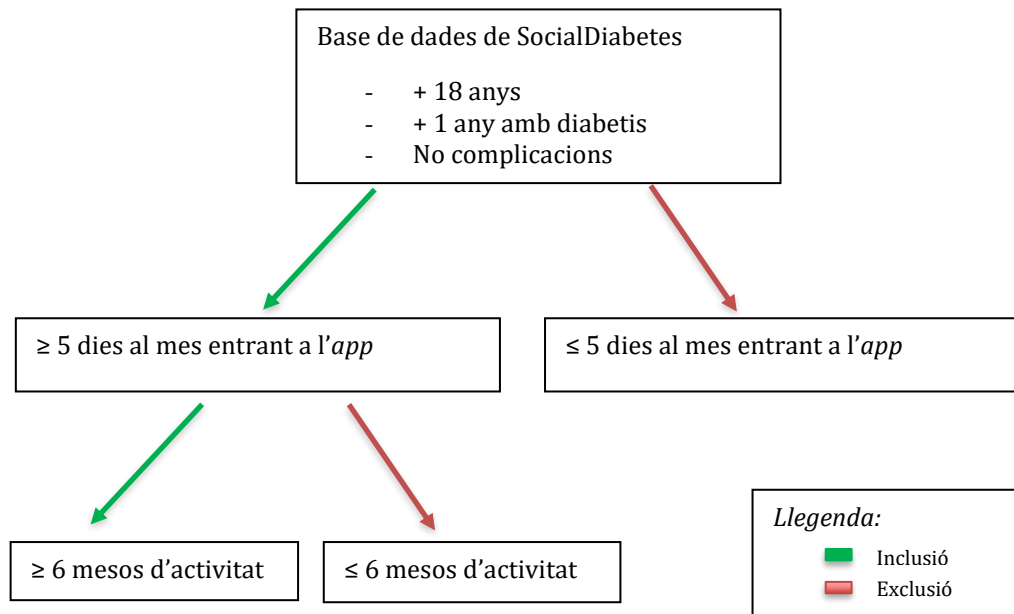 Base de dades de SocialDiabetes
- + 18 anys
- + 1 any amb diabetis
- No complicacions
≥ 5 dies al mes entrant a l’app
≤ 5 dies al mes entrant a l’app
≥ 6 mesos d’activitat
≤ 6 mesos d’activitat
Llegenda:
Inclusió
Exclusió